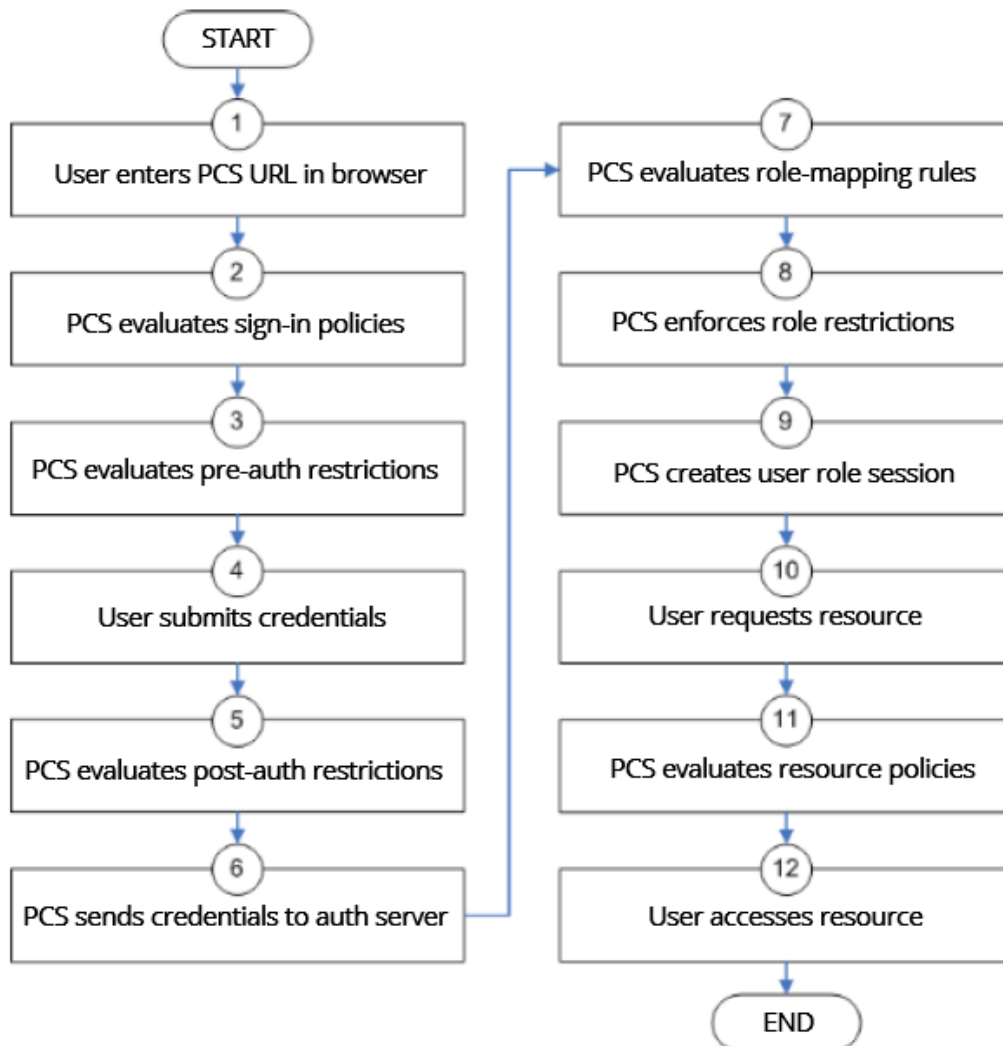 START
1
User enters PCS URL in browser
2
PCS evaluates sign-in policies
3
PCS evaluates pre-auth restrictions
4
User submits credentials
5
PCS evaluates post-auth restrictions
6
PCS sends credentials to auth server
7
PCS evaluates role-mapping rules
8
PCS enforces role restrictions
9
PCS creates user role session
10
User requests resource
11
PCS evaluates resource policies
12
User accesses resource
END